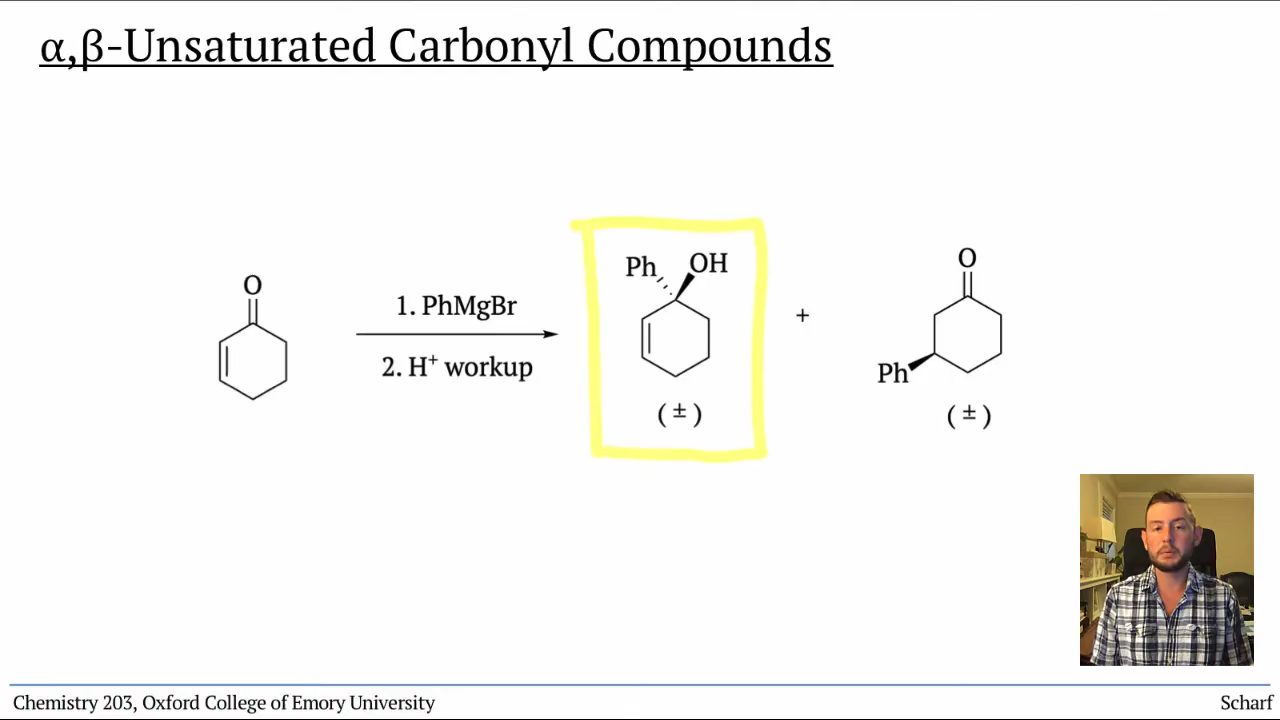 α,β-Unsaturated Carbonyl Compounds
O
1. PhMgBr
2. H⁺ workup
Ph OH
(±)
+
O
Ph
(±)
Chemistry 203, Oxford College of Emory University
Scharf